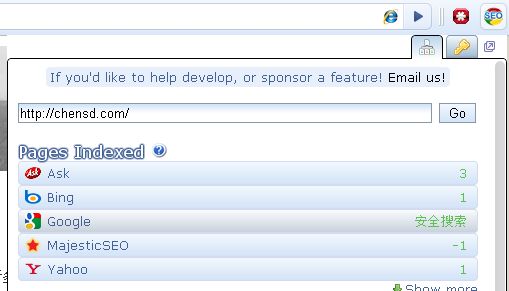 SEO
If you'd like to help develop, or sponsor a feature! Email us!
http://chensd.com/ Go
Pages Indexed ?
Ask 3
Bing 1
Google 安全搜索
MajesticSEO -1
Yahoo 1
Show more